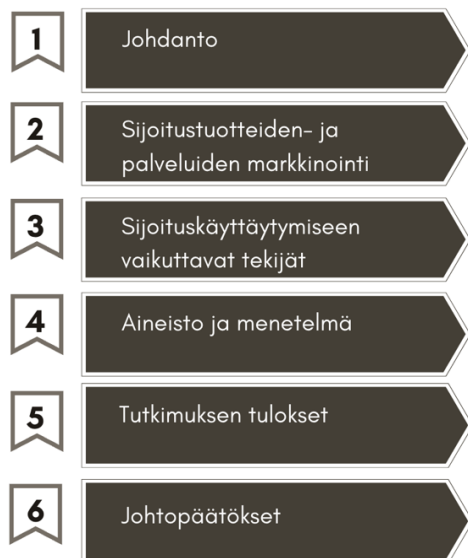 1
Johdanto
2
Sijoitustuotteiden- ja
palveluiden markkinointi
3
Sijoituskäyttäytymiseen
vaikuttavat tekijät
4
Aineisto ja menetelmä
5
Tutkimuksen tulokset
6
Johtopäätökset